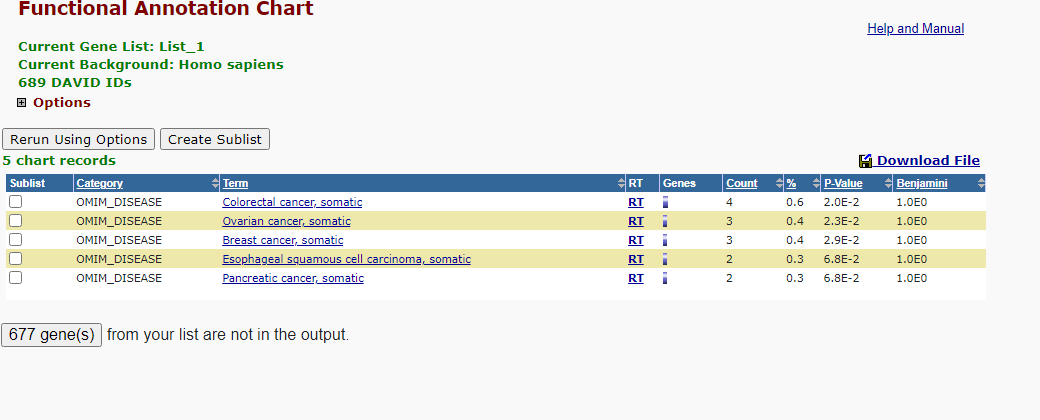 Functional Annotation Chart
Help and Manual
Current Gene List: List_1
Current Background: Homo sapiens
689 DAVID IDs
Options
Rerun Using Options Create Sublist
5 chart records Download File
Sublist Category Term RT Genes Count % P-Value Benjamini
OMIM_DISEASE Colorectal cancer, somatic RT 4 0.6 2.0E-2 1.0E0
OMIM_DISEASE Ovarian cancer, somatic RT 3 0.4 2.3E-2 1.0E0
OMIM_DISEASE Breast cancer, somatic RT 3 0.4 2.9E-2 1.0E0
OMIM_DISEASE Esophageal squamous cell carcinoma, somatic RT 2 0.3 6.8E-2 1.0E0
OMIM_DISEASE Pancreatic cancer, somatic RT 2 0.3 6.8E-2 1.0E0
677 gene(s) from your list are not in the output.